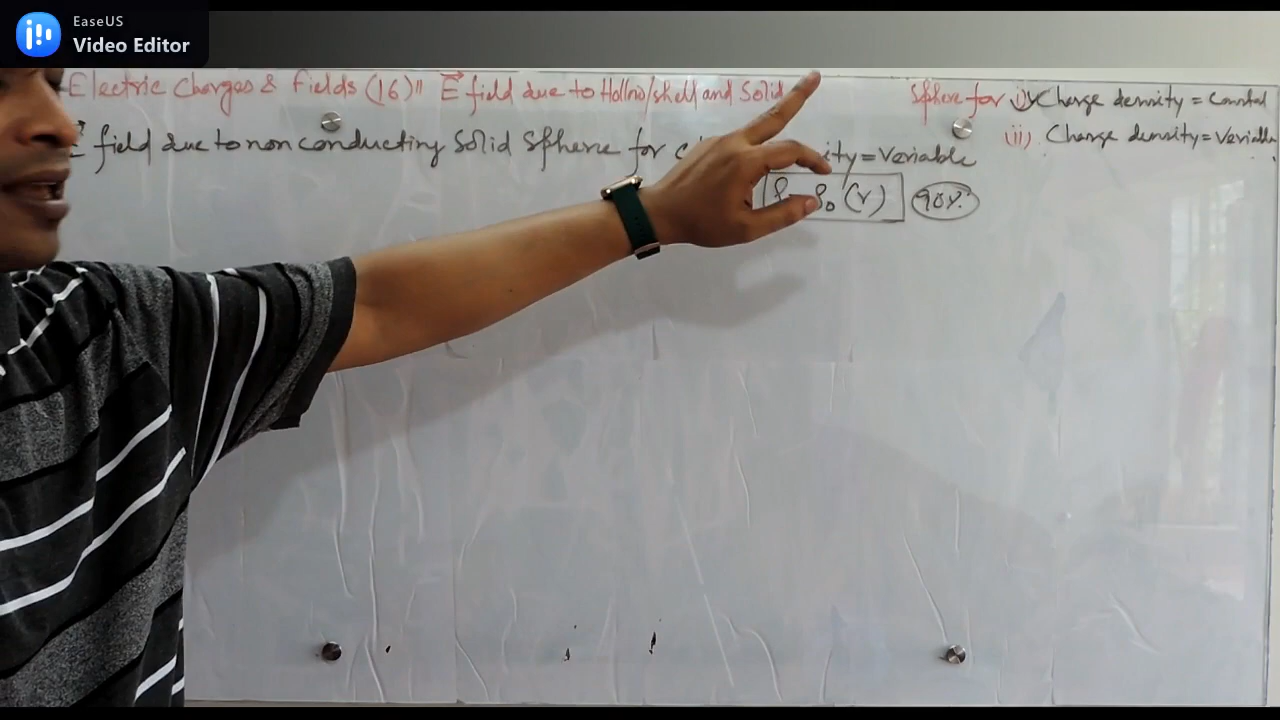 EaseUS
Video Editor
Electric Charges & Fields (16)" E field due to Hollow/shell and Solid Sphere for i) Charge density = Constat
(ii) Charge density = Variable
E field due to non conducting Solid Sphere for ity = Variable
ρ = ρ₀ (r) 90%